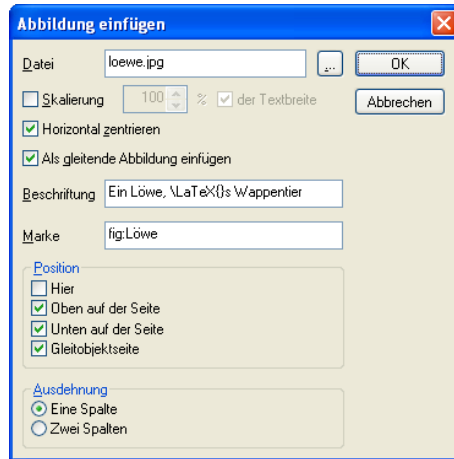 Abbildung einfügen
Datei loewe.jpg ... OK
Skalierung 100 % der Textbreite Abbrechen
Horizontal zentrieren
Als gleitende Abbildung einfügen
Beschriftung Ein Löwe, \LaTeX{}s Wappentier
Marke fig:Löwe
Position
Hier
Oben auf der Seite
Unten auf der Seite
Gleitobjektseite
Ausdehnung
Eine Spalte
Zwei Spalten